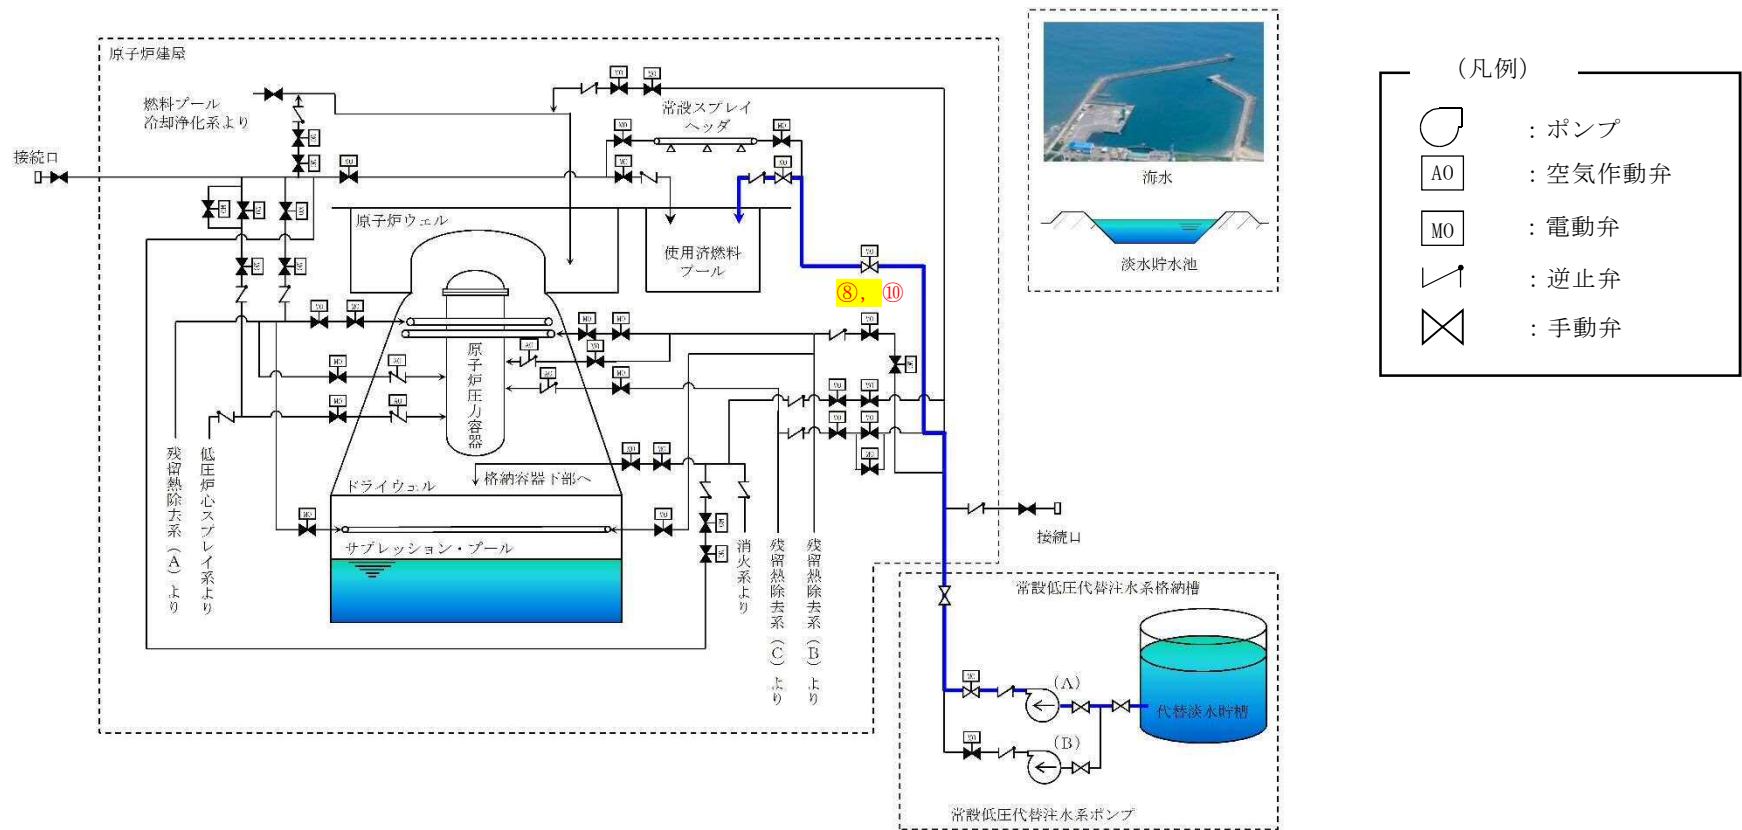 原子炉建屋
燃料プール
冷却浄化系より
接続口
常設スプレイ
ヘッダ
原子炉ウェル
使用済燃料
プール
⑧, ⑩
原子炉圧力容器
格納容器下部へ
ドライウェル
サプレッション・プール
残留熱除去系(A)より
低圧炉心スプレイ系より
消火系より
残留熱除去系(C)より
残留熱除去系(B)より
接続口
海水
淡水貯水池
常設低圧代替注水系格納槽
(A)
(B)
代替淡水貯槽
常設低圧代替注水系ポンプ
(凡例)
:ポンプ
AO :空気作動弁
MO :電動弁
:逆止弁
:手動弁